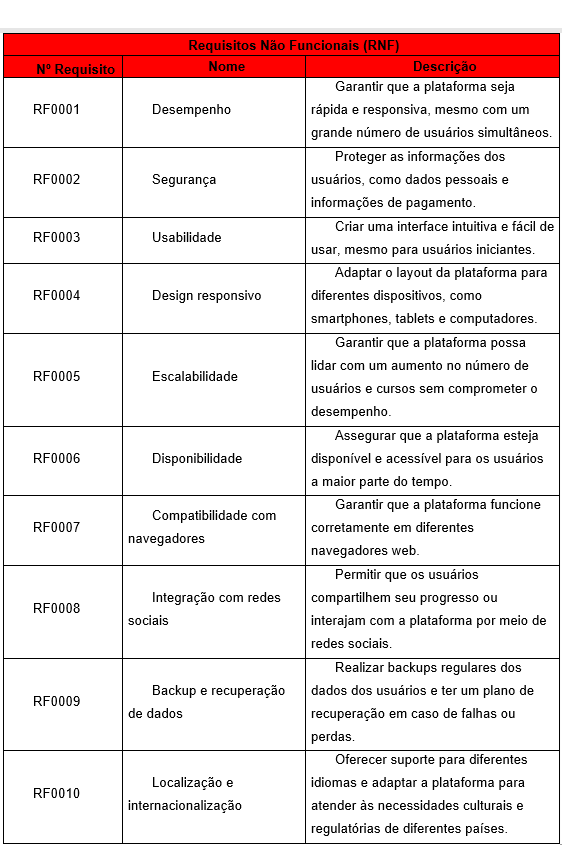 Requisitos Não Funcionais (RNF)
Nº Requisito Nome Descrição
RF0001
Desempenho
Garantir que a plataforma seja
rápida e responsiva, mesmo com um
grande número de usuários simultâneos.
RF0002
Segurança
Proteger as informações dos
usuários, como dados pessoais e
informações de pagamento.
RF0003
Usabilidade
Criar uma interface intuitiva e fácil de
usar, mesmo para usuários iniciantes.
RF0004
Design responsivo
Adaptar o layout da plataforma para
diferentes dispositivos, como
smartphones, tablets e computadores.
RF0005
Escalabilidade
Garantir que a plataforma possa
lidar com um aumento no número de
usuários e cursos sem comprometer o
desempenho.
RF0006
Disponibilidade
Assegurar que a plataforma esteja
disponível e acessível para os usuários
a maior parte do tempo.
RF0007
Compatibilidade com
navegadores
Garantir que a plataforma funcione
corretamente em diferentes
navegadores web.
RF0008
Integração com redes
sociais
Permitir que os usuários
compartilhem seu progresso ou
interajam com a plataforma por meio de
redes sociais.
RF0009
Backup e recuperação
de dados
Realizar backups regulares dos
dados dos usuários e ter um plano de
recuperação em caso de falhas ou
perdas.
RF0010
Localização e
internacionalização
Oferecer suporte para diferentes
idiomas e adaptar a plataforma para
atender às necessidades culturais e
regulatórias de diferentes países.